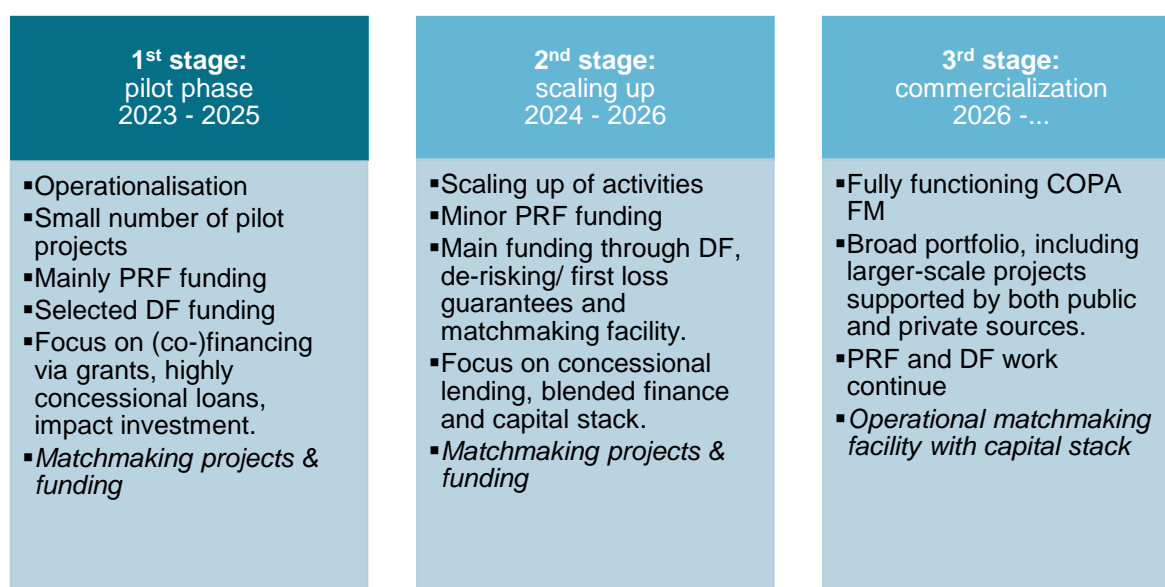 1st stage:
pilot phase
2023 - 2025
▪Operationalisation
▪Small number of pilot
projects
▪Mainly PRF funding
▪Selected DF funding
▪Focus on (co-)financing
via grants, highly
concessional loans,
impact investment.
▪Matchmaking projects &
funding
2nd stage:
scaling up
2024 - 2026
▪Scaling up of activities
▪Minor PRF funding
▪Main funding through DF,
de-risking/ first loss
guarantees and
matchmaking facility.
▪Focus on concessional
lending, blended finance
and capital stack.
▪Matchmaking projects &
funding
3rd stage:
commercialization
2026 -...
▪Fully functioning COPA
FM
▪Broad portfolio, including
larger-scale projects
supported by both public
and private sources.
▪PRF and DF work
continue
▪Operational matchmaking
facility with capital stack